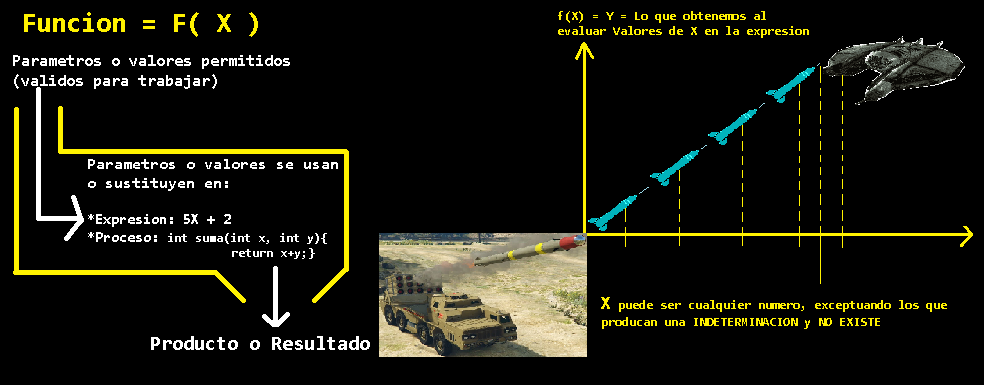 Funcion = F( X )
Parametros o valores permitidos
(validos para trabajar)
Parametros o valores se usan
o sustituyen en:
*Expresion: 5X + 2
*Proceso: int suma(int x, int y){
return x+y;}
Producto o Resultado
f(X) = Y = Lo que obtenemos al
evaluar Valores de X en la expresion
X puede ser cualquier numero, exceptuando los que
producan una INDETERMINACION y NO EXISTE